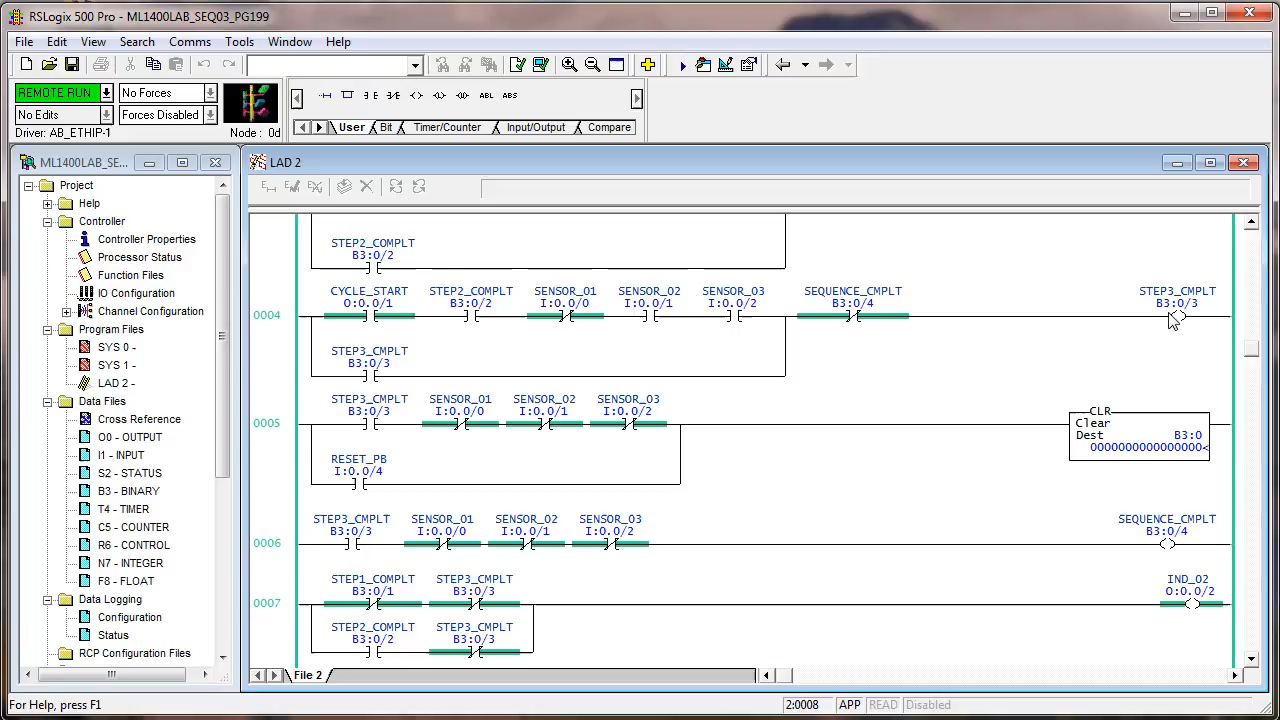 RSLogix 500 Pro - ML1400LAB_SEQ03_PG199
File Edit View Search Comms Tools Window Help
REMOTE RUN No Forces
No Edits Forces Disabled
Driver: AB_ETHIP-1 Node : 0d
ABL ABS
User Bit Timer/Counter Input/Output Compare
ML1400LAB_SE...
Project
Help
Controller
Controller Properties
Processor Status
Function Files
IO Configuration
Channel Configuration
Program Files
SYS 0 -
SYS 1 -
LAD 2 -
Data Files
Cross Reference
O0 - OUTPUT
I1 - INPUT
S2 - STATUS
B3 - BINARY
T4 - TIMER
C5 - COUNTER
R6 - CONTROL
N7 - INTEGER
F8 - FLOAT
Data Logging
Configuration
Status
RCP Configuration Files
LAD 2
STEP2_COMPLT
B3:0/2
CYCLE_START STEP2_COMPLT SENSOR_01 SENSOR_02 SENSOR_03 SEQUENCE_CMPLT STEP3_CMPLT
O:0.0/1 B3:0/2 I:0.0/0 I:0.0/1 I:0.0/2 B3:0/4 B3:0/3
0004
STEP3_CMPLT
B3:0/3
STEP3_CMPLT SENSOR_01 SENSOR_02 SENSOR_03
B3:0/3 I:0.0/0 I:0.0/1 I:0.0/2
0005
CLR
Clear
Dest B3:0
0000000000000000<
RESET_PB
I:0.0/4
STEP3_CMPLT SENSOR_01 SENSOR_02 SENSOR_03 SEQUENCE_CMPLT
B3:0/3 I:0.0/0 I:0.0/1 I:0.0/2 B3:0/4
0006
STEP1_COMPLT STEP3_CMPLT IND_02
B3:0/1 B3:0/3 O:0.0/2
0007
STEP2_COMPLT STEP3_CMPLT
B3:0/2 B3:0/3
File 2
For Help, press F1 2:0008 APP READ Disabled